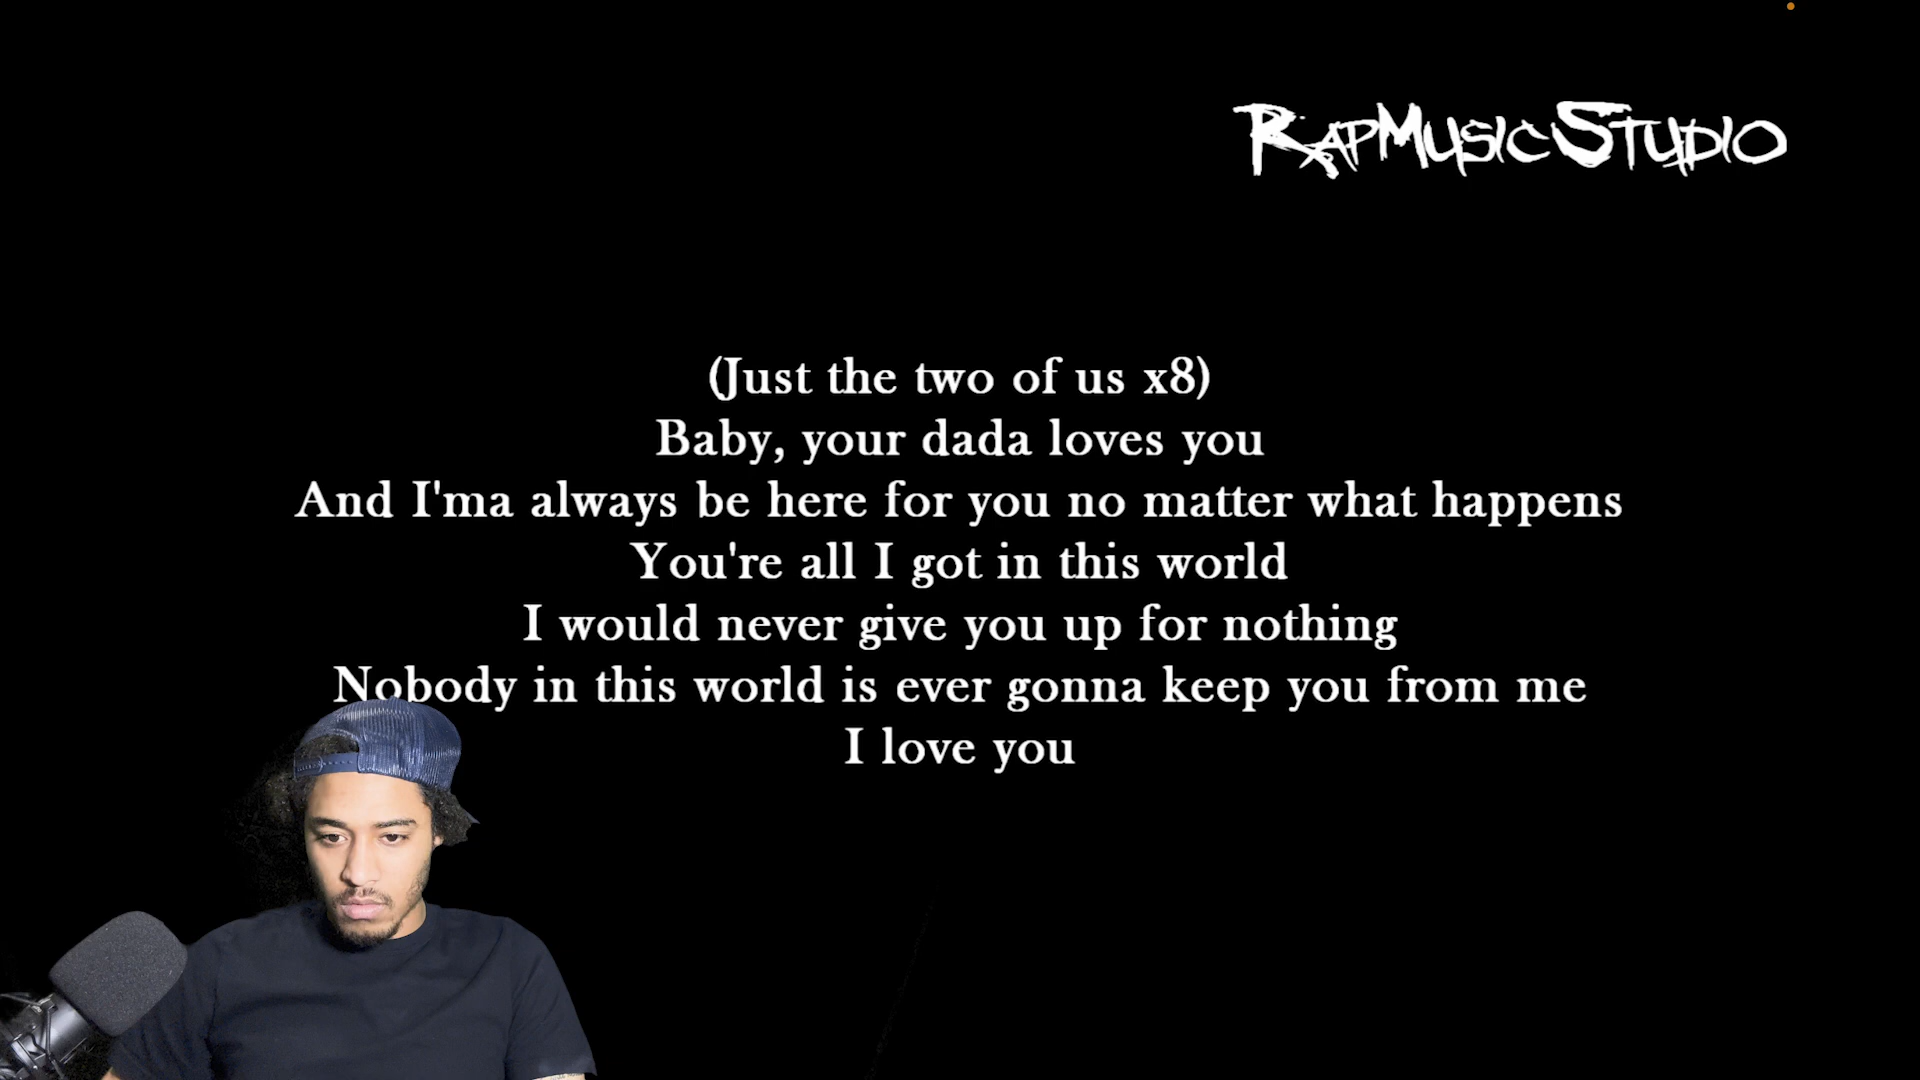 RapMusicStudio
(Just the two of us x8)
Baby, your dada loves you
And I'ma always be here for you no matter what happens
You're all I got in this world
I would never give you up for nothing
Nobody in this world is ever gonna keep you from me
I love you